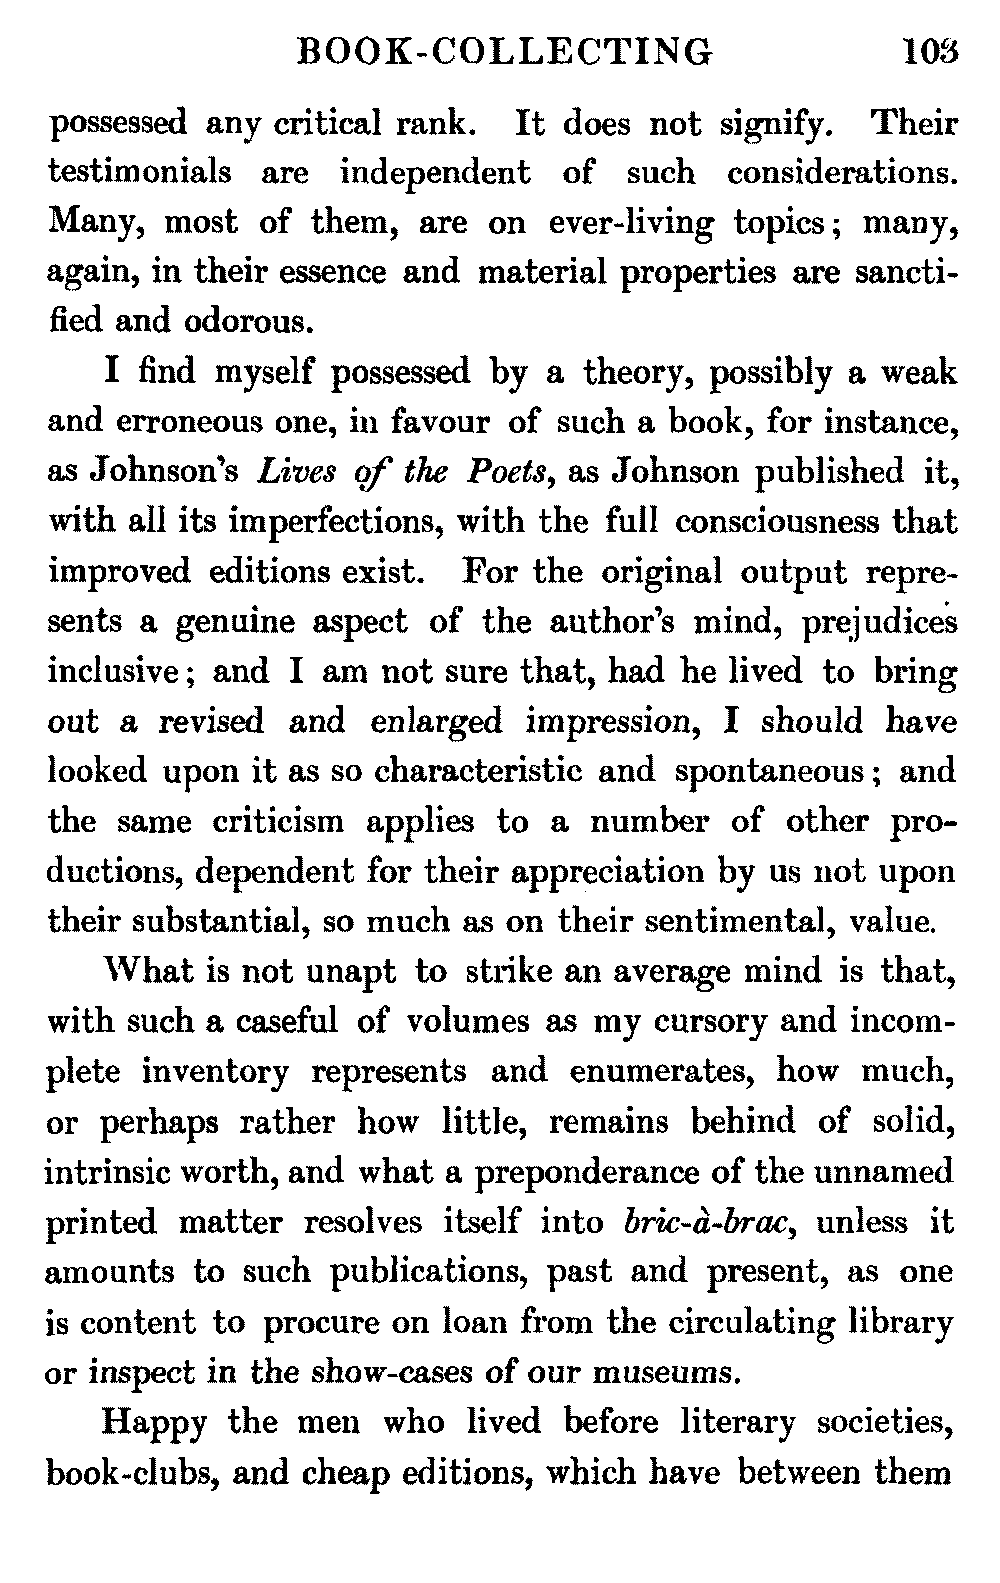 BOOK-COLLECTING 103
possessed any critical rank. It does not signify. Their
testimonials are independent of such considerations.
Many, most of them, are on ever-living topics; many,
again, in their essence and material properties are sancti-
fied and odorous.
I find myself possessed by a theory, possibly a weak
and erroneous one, in favour of such a book, for instance,
as Johnson's Lives of the Poets, as Johnson published it,
with all its imperfections, with the full consciousness that
improved editions exist. For the original output repre-
sents a genuine aspect of the author's mind, prejudices
inclusive; and I am not sure that, had he lived to bring
out a revised and enlarged impression, I should have
looked upon it as so characteristic and spontaneous; and
the same criticism applies to a number of other pro-
ductions, dependent for their appreciation by us not upon
their substantial, so much as on their sentimental, value.
What is not unapt to strike an average mind is that,
with such a caseful of volumes as my cursory and incom-
plete inventory represents and enumerates, how much,
or perhaps rather how little, remains behind of solid,
intrinsic worth, and what a preponderance of the unnamed
printed matter resolves itself into bric-à-brac, unless it
amounts to such publications, past and present, as one
is content to procure on loan from the circulating library
or inspect in the show-cases of our museums.
Happy the men who lived before literary societies,
book-clubs, and cheap editions, which have between them